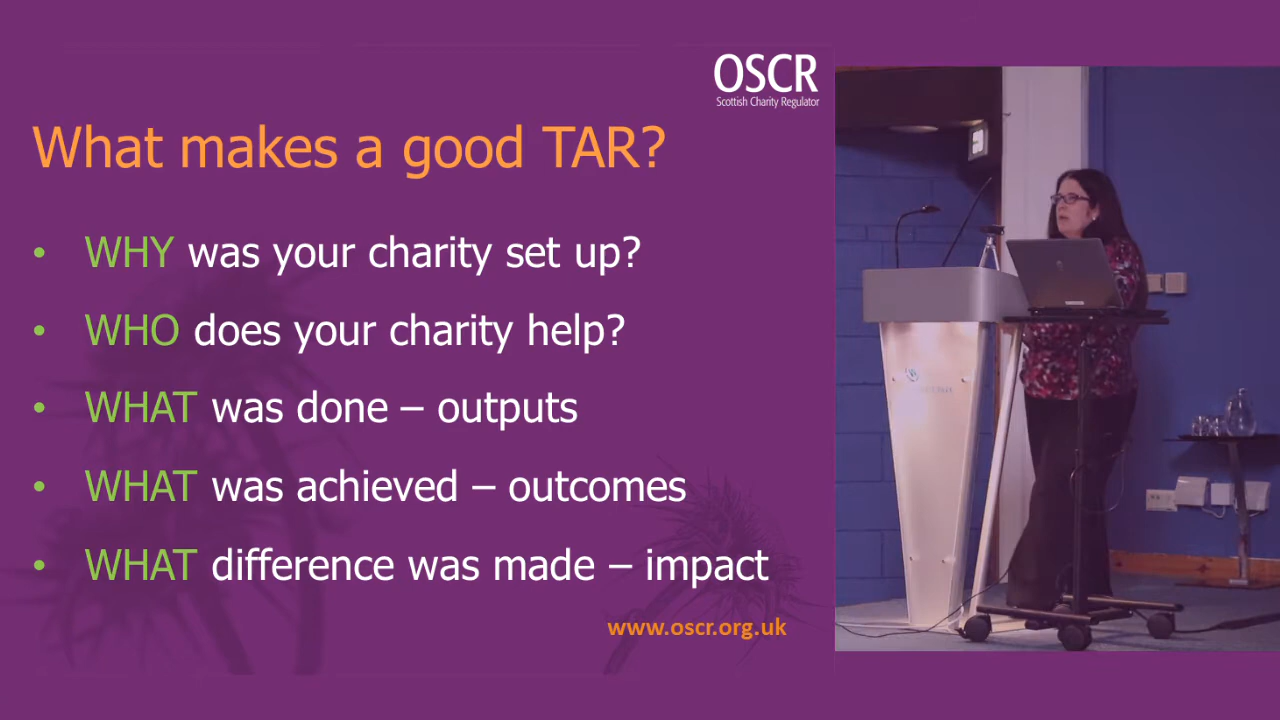 OSCR
Scottish Charity Regulator
What makes a good TAR?
• WHY was your charity set up?
• WHO does your charity help?
• WHAT was done – outputs
• WHAT was achieved – outcomes
• WHAT difference was made – impact
www.oscr.org.uk